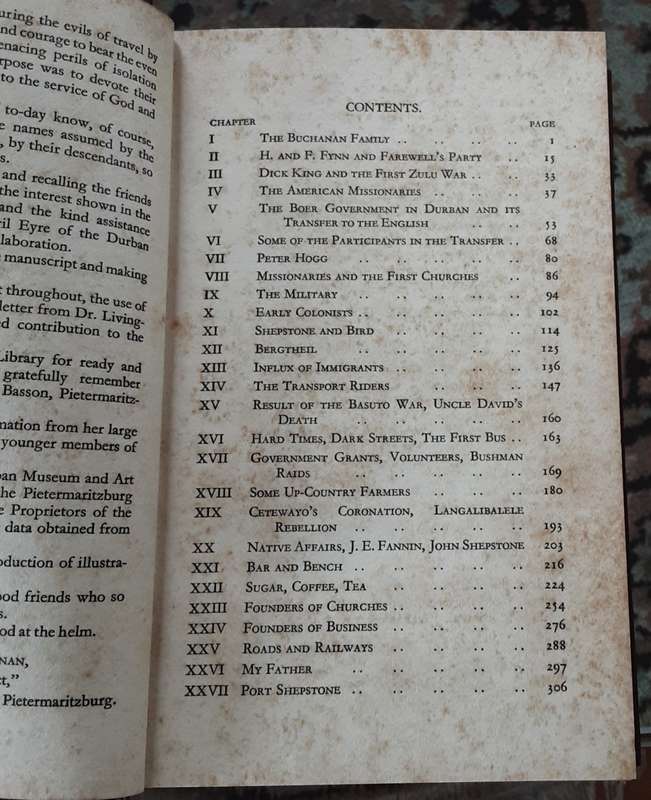 uring the evils of travel by
nd courage to bear the even
enacing perils of isolation
rpose was to devote their
to the service of God and
to-day know, of course,
e names assumed by the
, by their descendants, so
s.
and recalling the friends
the interest shown in the
and the kind assistance
ril Eyre of the Durban
llaboration.
e manuscript and making
t throughout, the use of
letter from Dr. Living-
ed contribution to the
Library for ready and
gratefully remember
Basson, Pietermaritz-
mation from her large
younger members of
ban Museum and Art
the Pietermaritzburg
e Proprietors of the
data obtained from
roduction of illustra-
ood friends who so
s.
od at the helm.
NAN,
ct,"
Pietermaritzburg.
CONTENTS.
CHAPTER PAGE
I THE BUCHANAN FAMILY .. .. .. .. 1
II H. AND F. FYNN AND FAREWELL'S PARTY .. 15
III DICK KING AND THE FIRST ZULU WAR .. .. 33
IV THE AMERICAN MISSIONARIES .. .. .. 37
V THE BOER GOVERNMENT IN DURBAN AND ITS
TRANSFER TO THE ENGLISH .. .. 53
VI SOME OF THE PARTICIPANTS IN THE TRANSFER .. 68
VII PETER HOGG .. .. .. .. .. 80
VIII MISSIONARIES AND THE FIRST CHURCHES .. 86
IX THE MILITARY .. .. .. .. .. 94
X EARLY COLONISTS .. .. .. .. .. 102
XI SHEPSTONE AND BIRD .. .. .. .. 114
XII BERGTHEIL .. .. .. .. .. 125
XIII INFLUX OF IMMIGRANTS .. .. .. .. 136
XIV THE TRANSPORT RIDERS .. .. .. 147
XV RESULT OF THE BASUTO WAR, UNCLE DAVID'S
DEATH .. .. .. .. .. 160
XVI HARD TIMES, DARK STREETS, THE FIRST BUS .. 163
XVII GOVERNMENT GRANTS, VOLUNTEERS, BUSHMAN
RAIDS .. .. .. .. .. 169
XVIII SOME UP-COUNTRY FARMERS .. .. .. 180
XIX CETEWAYO'S CORONATION, LANGALIBALELE
REBELLION .. .. .. .. .. 193
XX NATIVE AFFAIRS, J. E. FANNIN, JOHN SHEPSTONE 203
XXI BAR AND BENCH .. .. .. .. .. 216
XXII SUGAR, COFFEE, TEA .. .. .. .. 224
XXIII FOUNDERS OF CHURCHES .. .. .. .. 254
XXIV FOUNDERS OF BUSINESS .. .. .. .. 276
XXV ROADS AND RAILWAYS .. .. .. .. 288
XXVI MY FATHER .. .. .. .. .. 297
XXVII PORT SHEPSTONE .. .. .. .. .. 306